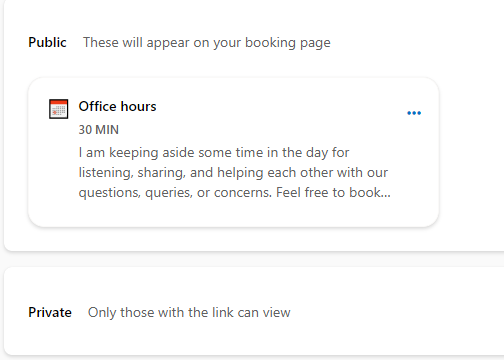 Public These will appear on your booking page
Office hours
30 MIN
I am keeping aside some time in the day for
listening, sharing, and helping each other with our
questions, queries, or concerns. Feel free to book...
Private Only those with the link can view